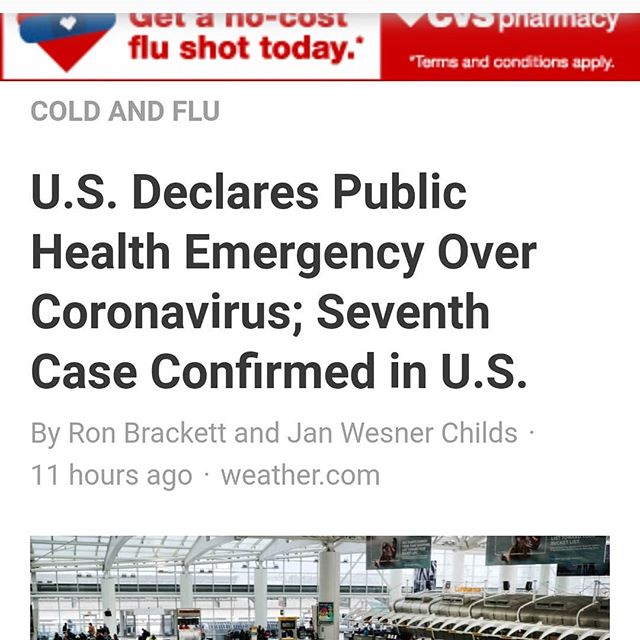 Get a no-cost
flu shot today.*
CVS pharmacy
*Terms and conditions apply.
COLD AND FLU
U.S. Declares Public
Health Emergency Over
Coronavirus; Seventh
Case Confirmed in U.S.
By Ron Brackett and Jan Wesner Childs ·
11 hours ago · weather.com